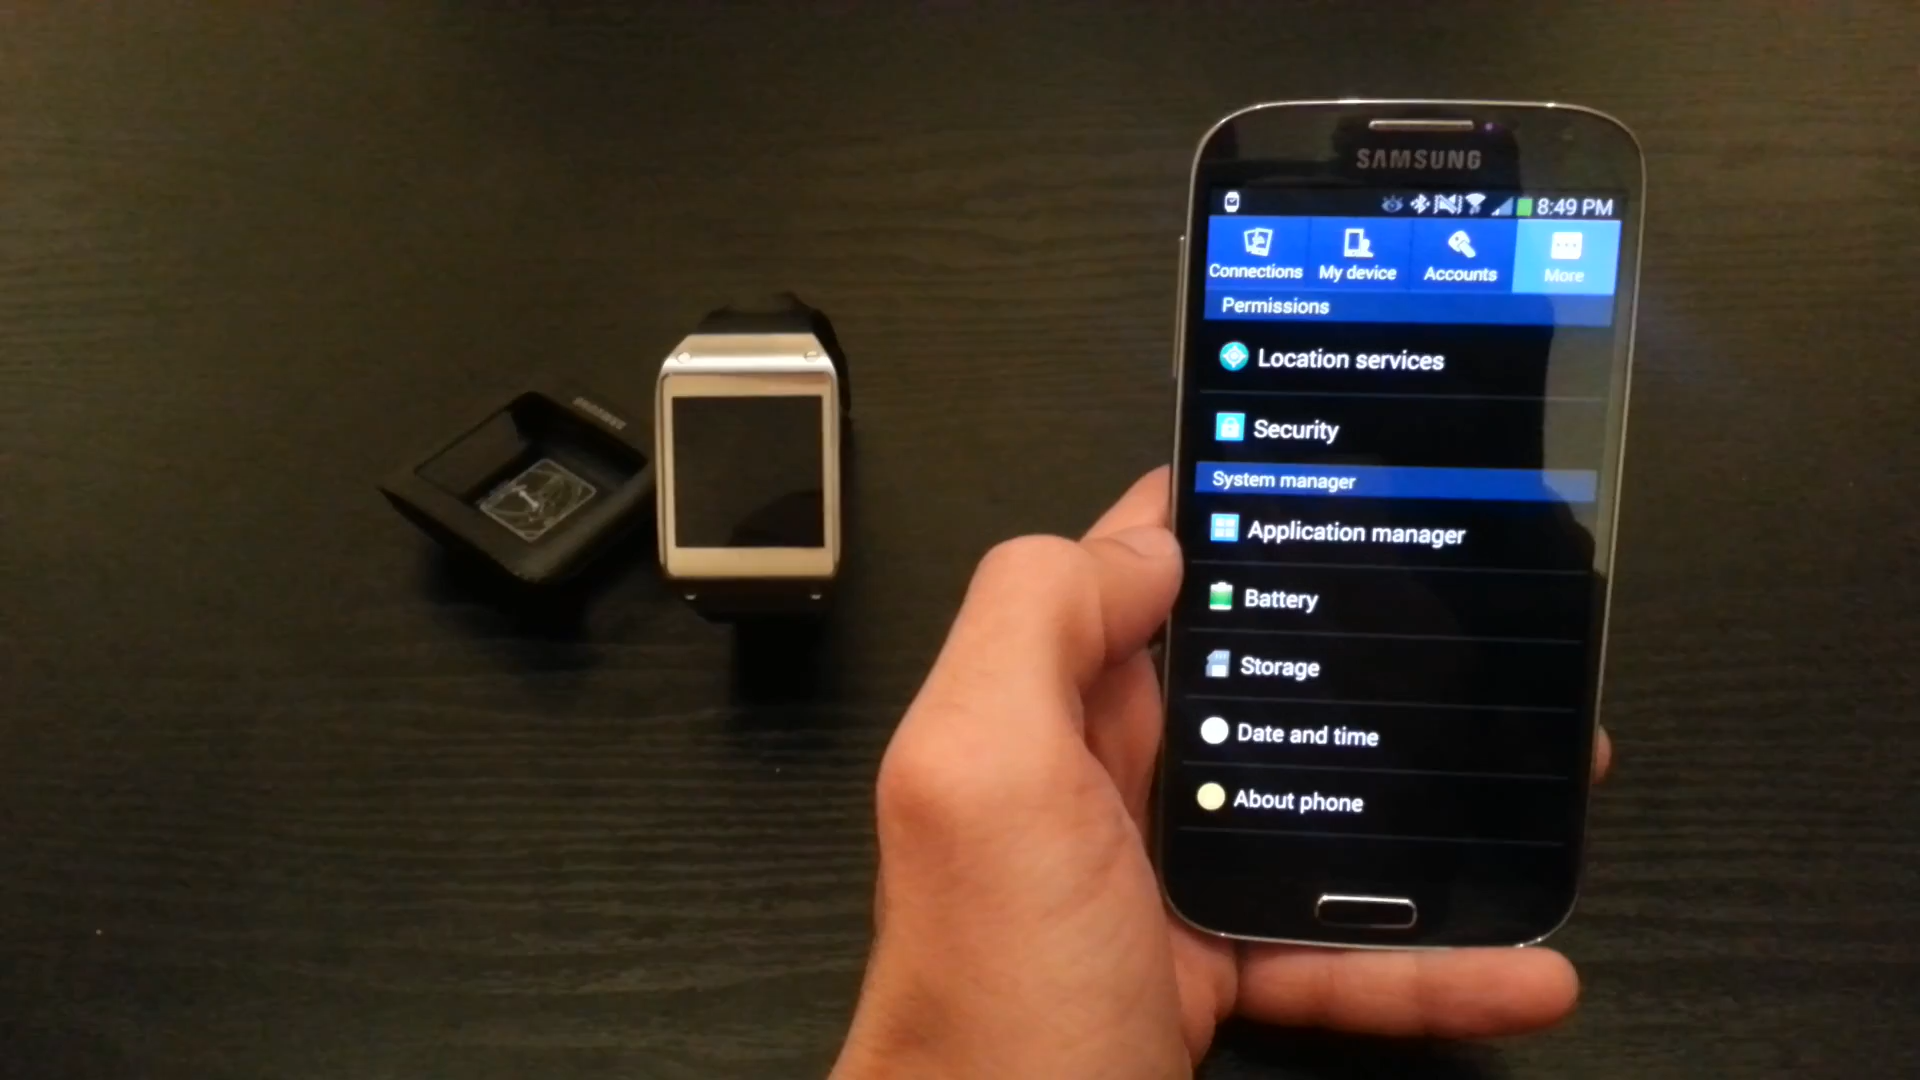 SAMSUNG
SAMSUNG
8:49 PM
Connections
My device
Accounts
More
Permissions
Location services
Security
System manager
Application manager
Battery
Storage
Date and time
About phone